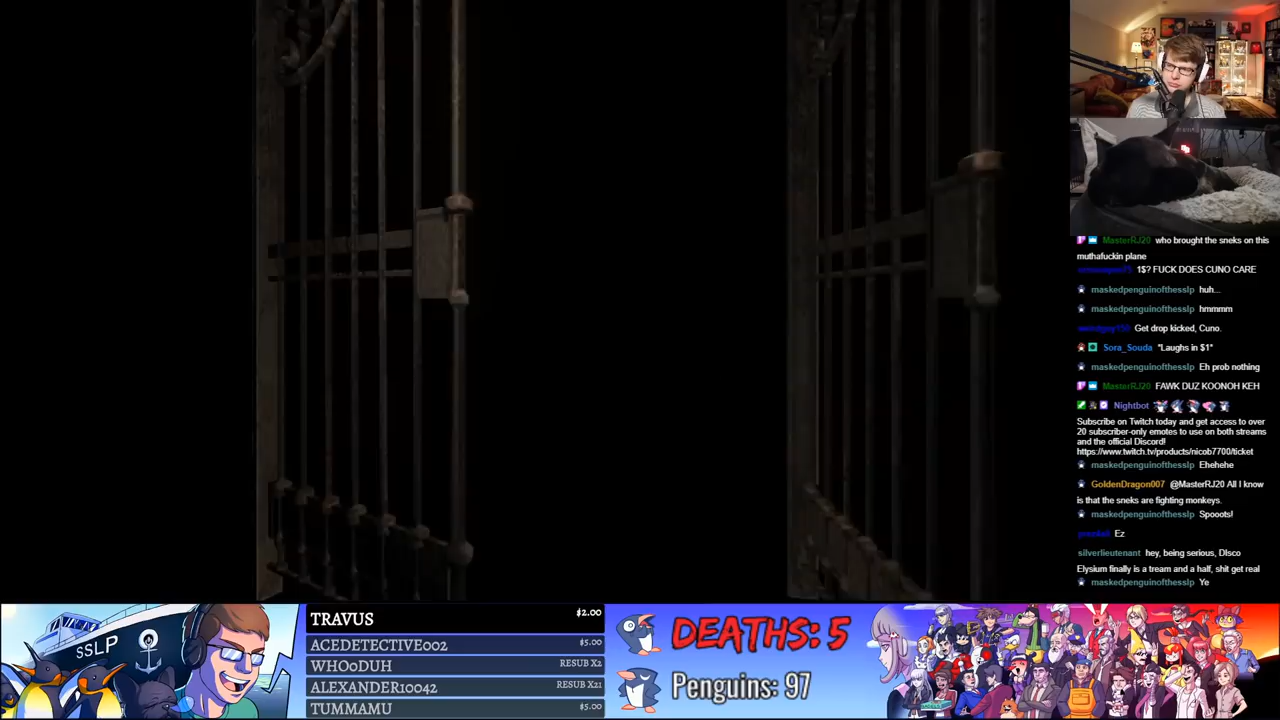 MasterRJ20 who brought the sneks on this
muthafuckin plane
1$? FUCK DOES CUNO CARE
maskedpenguinofthesslp huh...
maskedpenguinofthesslp hmmmm
Get drop kicked, Cuno.
Sora_Souda *Laughs in $1*
maskedpenguinofthesslp Eh prob nothing
MasterRJ20 FAWK DUZ KOONOH KEH
Nightbot
Subscribe on Twitch today and get access to over
20 subscriber-only emotes to use on both streams
and the official Discord!
https://www.twitch.tv/products/nicob7700/ticket
maskedpenguinofthesslp Ehehehe
GoldenDragon007 @MasterRJ20 All I know
is that the sneks are fighting monkeys.
maskedpenguinofthesslp Spooots!
Ez
silverlieutenant hey, being serious, DIsco
Elysium finally is a tream and a half, shit get real
maskedpenguinofthesslp Ye
SSLP
TRAVUS $2.00
ACEDETECTIVE002 $5.00
WHO0DUH RESUB X2
ALEXANDER10042 RESUB X21
TUMMAMU $5.00
DEATHS: 5
Penguins: 97